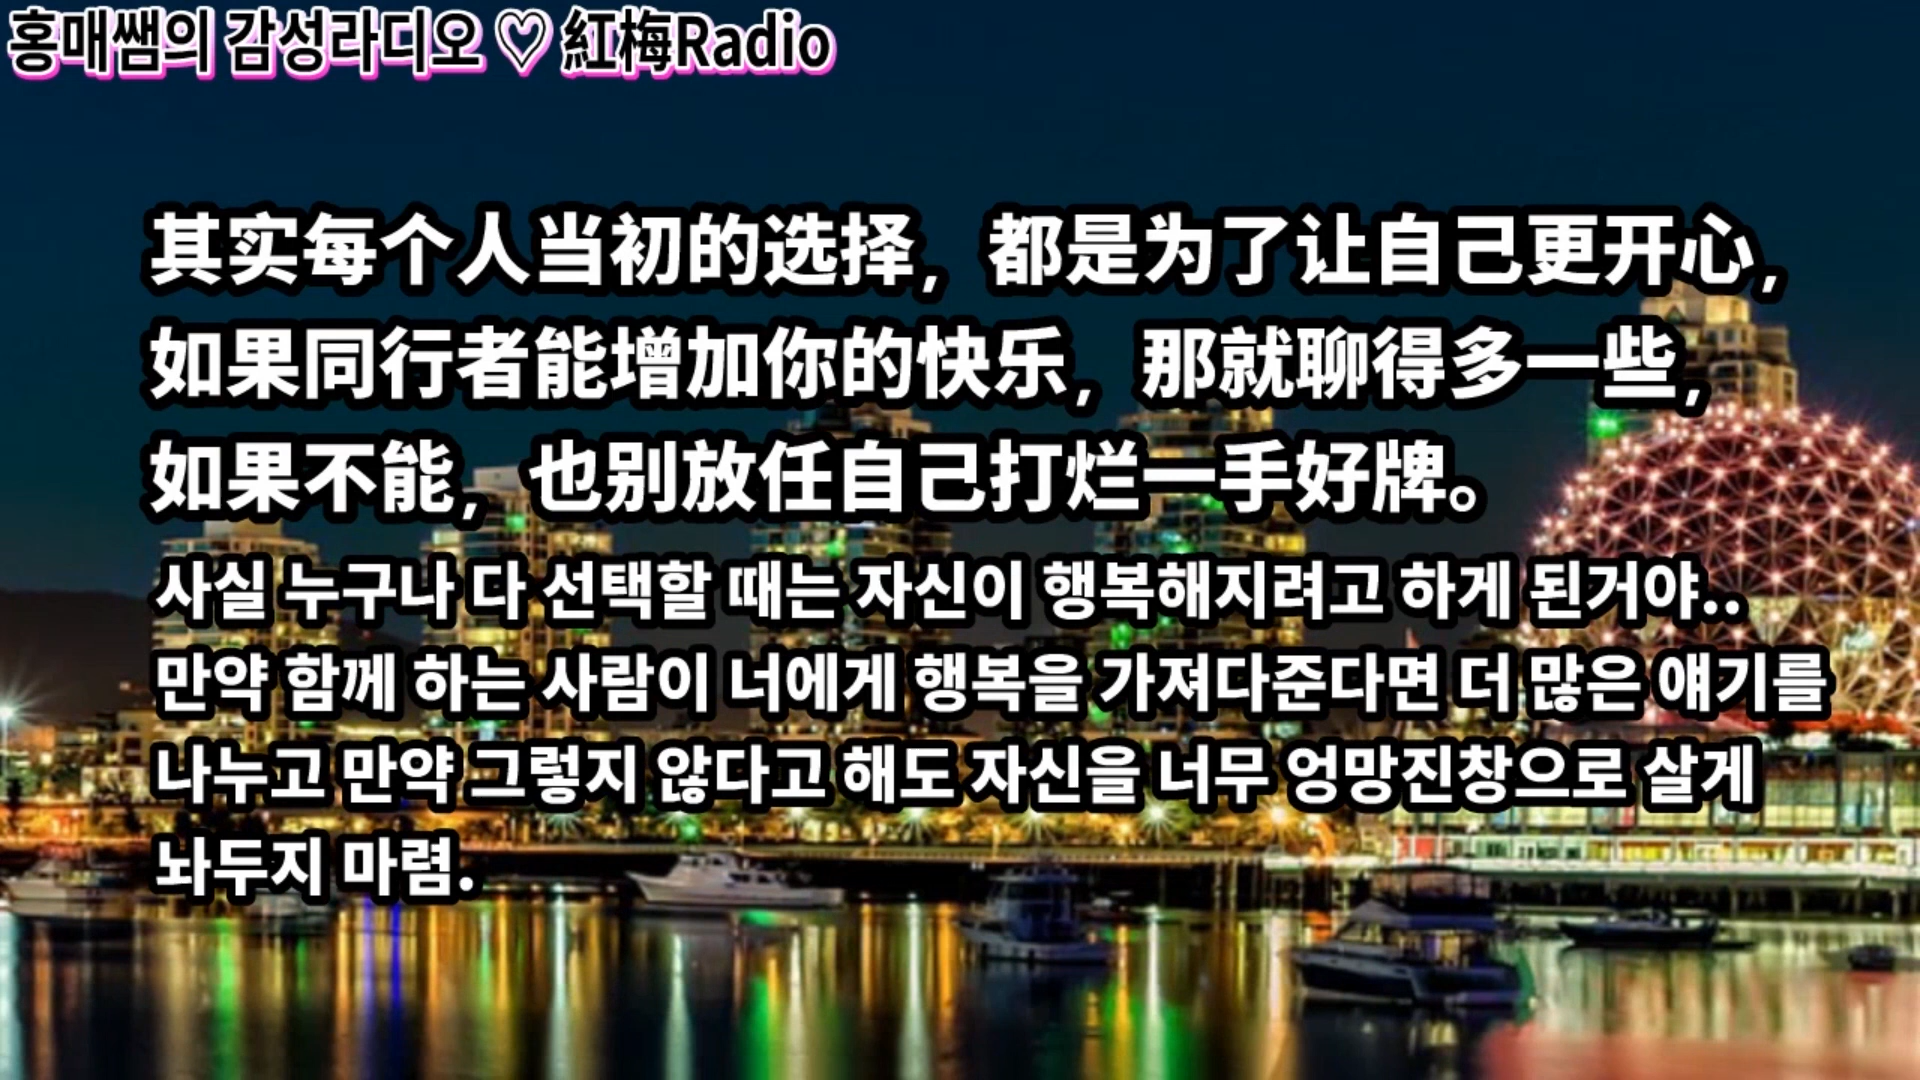 홍매쌤의 감성라디오 ♡ 紅梅Radio
其实每个人当初的选择，都是为了让自己更开心，
如果同行者能增加你的快乐，那就聊得多一些，
如果不能，也别放任自己打烂一手好牌。
사실 누구나 다 선택할 때는 자신이 행복해지려고 하게 된거야..
만약 함께 하는 사람이 너에게 행복을 가져다준다면 더 많은 얘기를
나누고 만약 그렇지 않다고 해도 자신을 너무 엉망진창으로 살게
놔두지 마렴.